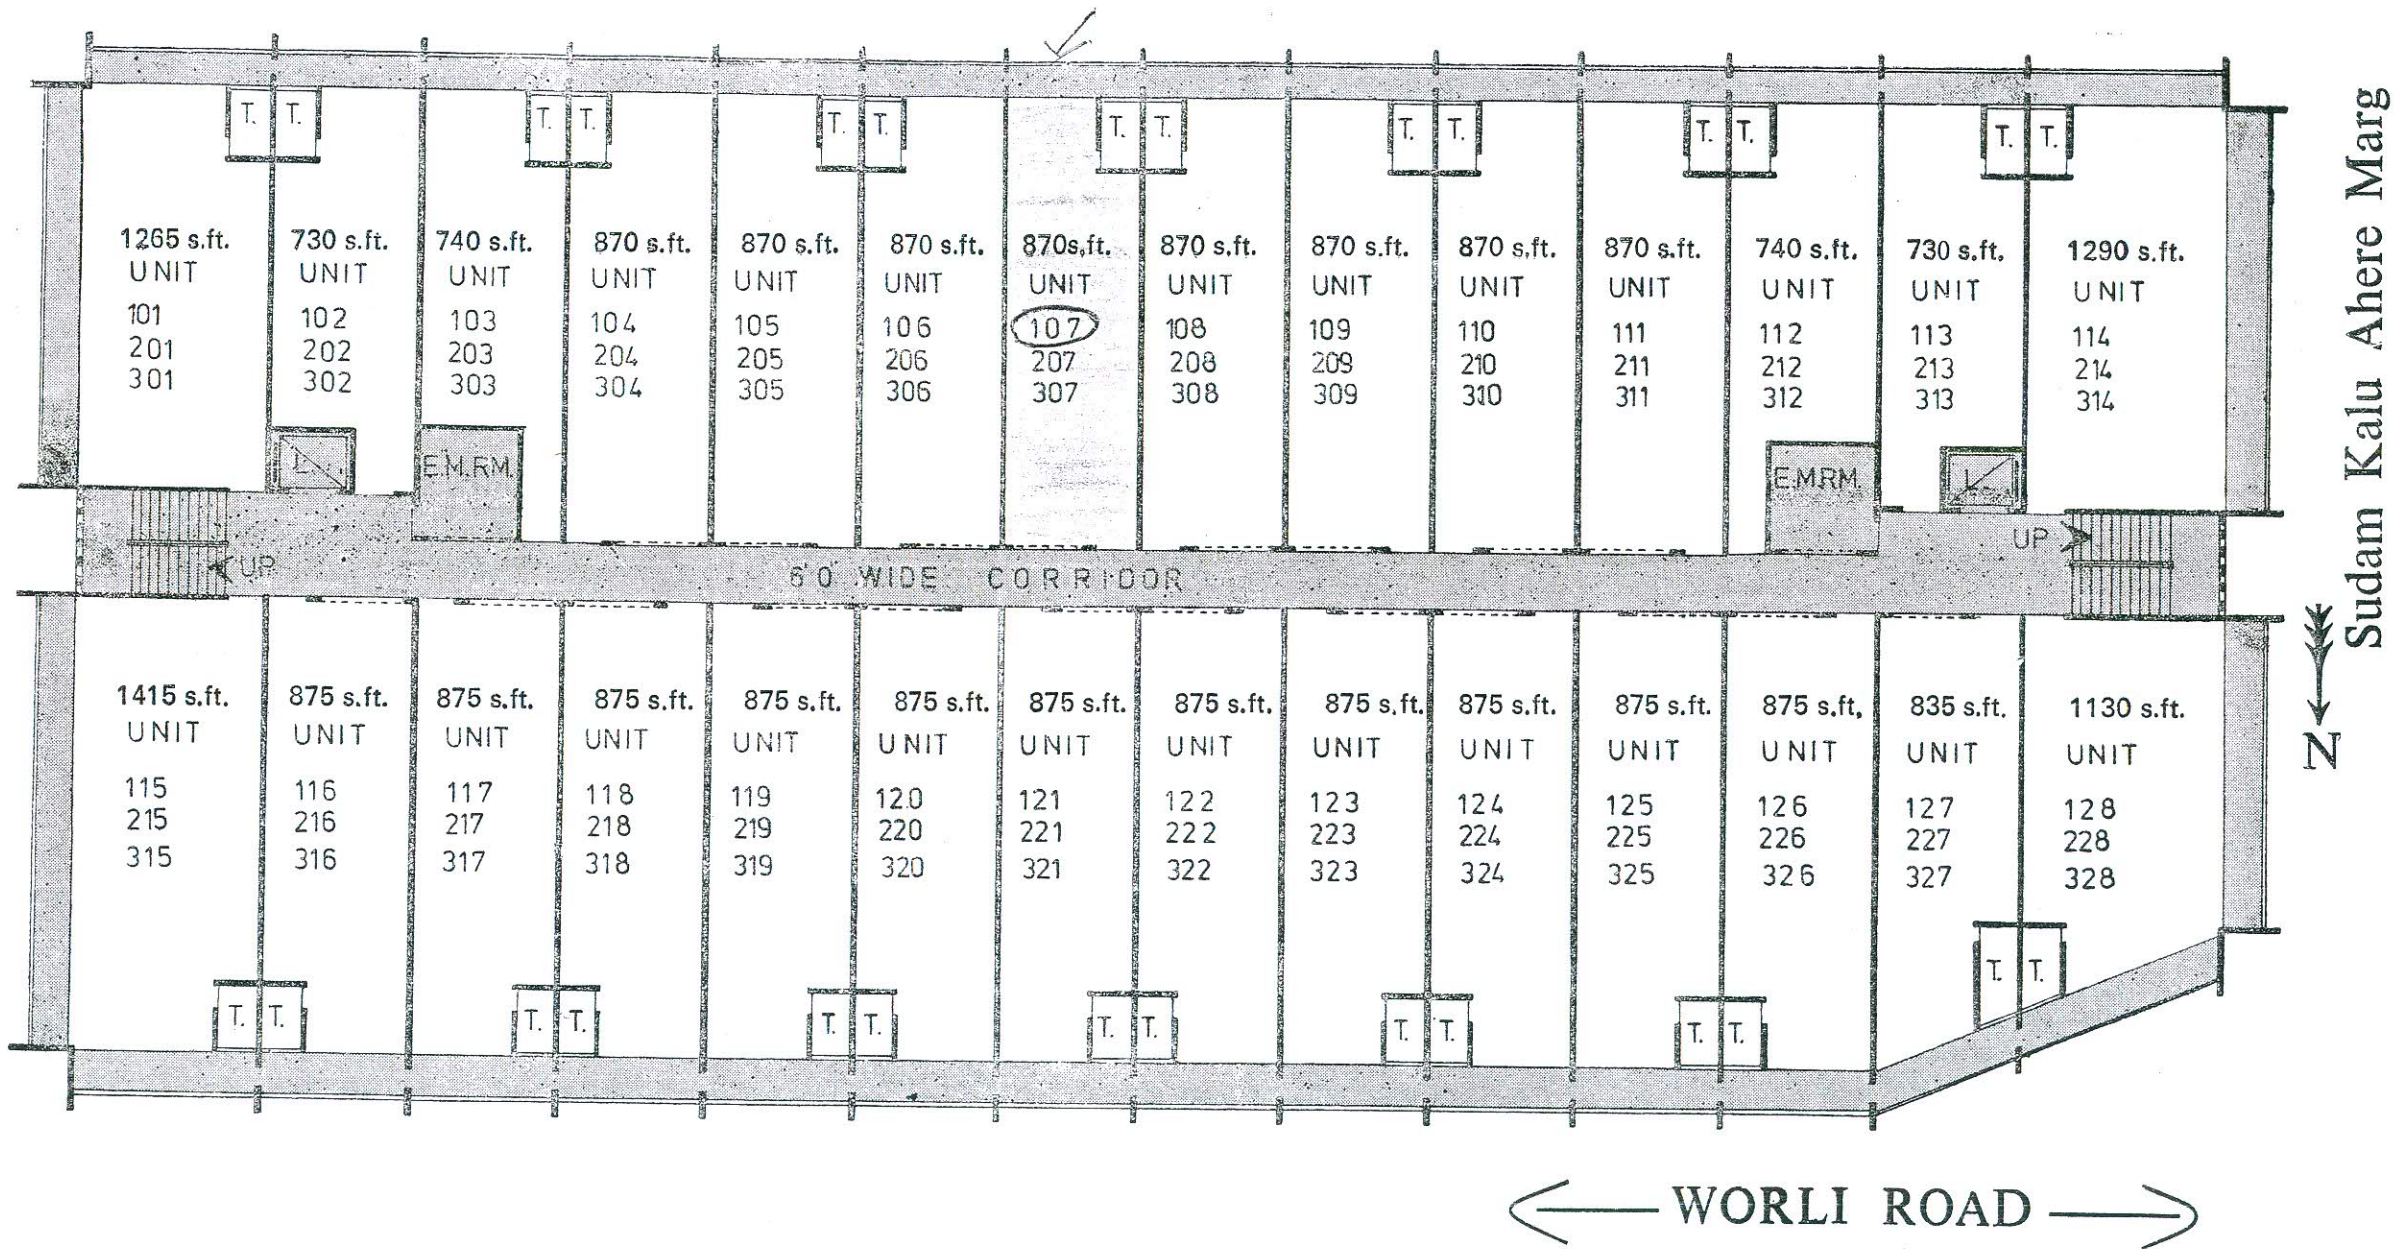 T. T. T. T. T. T. T. T. T. T. T. T. T. T.
1265 s.ft. 730 s.ft. 740 s.ft. 870 s.ft. 870 s.ft. 870 s.ft. 870s,ft. 870 s.ft. 870 s.ft. 870 s.ft. 870 s.ft. 740 s.ft. 730 s.ft. 1290 s.ft.
UNIT UNIT UNIT UNIT UNIT UNIT UNIT UNIT UNIT UNIT UNIT UNIT UNIT UNIT
101 102 103 104 105 106 107 108 109 110 111 112 113 114
201 202 203 204 205 206 207 208 209 210 211 212 213 214
301 302 303 304 305 306 307 308 309 310 311 312 313 314
L E.M.RM. E.M.RM. L
UP UP
6'0" WIDE CORRIDOR
1415 s.ft. 875 s.ft. 875 s.ft. 875 s.ft. 875 s.ft. 875 s.ft. 875 s.ft. 875 s.ft. 875 s.ft. 875 s.ft. 875 s.ft. 875 s.ft, 835 s.ft. 1130 s.ft.
UNIT UNIT UNIT UNIT UNIT UNIT UNIT UNIT UNIT UNIT UNIT UNIT UNIT UNIT
115 116 117 118 119 120 121 122 123 124 125 126 127 128
215 216 217 218 219 220 221 222 223 224 225 226 227 228
315 316 317 318 319 320 321 322 323 324 325 326 327 328
T. T. T. T. T. T. T. T. T. T. T. T. T. T.
Sudam Kalu Ahere Marg
N
WORLI ROAD